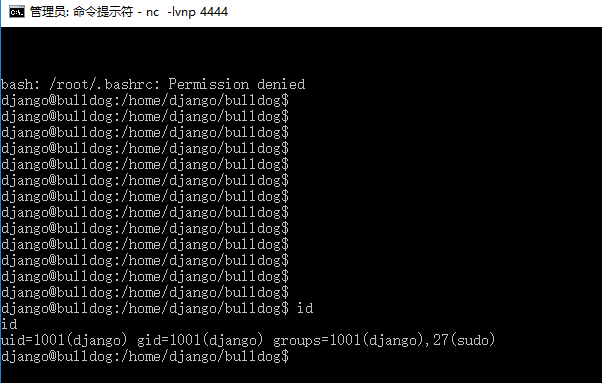 管理员: 命令提示符 - nc  -lvnp 4444
bash: /root/.bashrc: Permission denied
django@bulldog:/home/django/bulldog$
django@bulldog:/home/django/bulldog$
django@bulldog:/home/django/bulldog$
django@bulldog:/home/django/bulldog$
django@bulldog:/home/django/bulldog$
django@bulldog:/home/django/bulldog$
django@bulldog:/home/django/bulldog$
django@bulldog:/home/django/bulldog$
django@bulldog:/home/django/bulldog$
django@bulldog:/home/django/bulldog$
django@bulldog:/home/django/bulldog$
django@bulldog:/home/django/bulldog$
django@bulldog:/home/django/bulldog$
django@bulldog:/home/django/bulldog$ id
id
uid=1001(django) gid=1001(django) groups=1001(django),27(sudo)
django@bulldog:/home/django/bulldog$